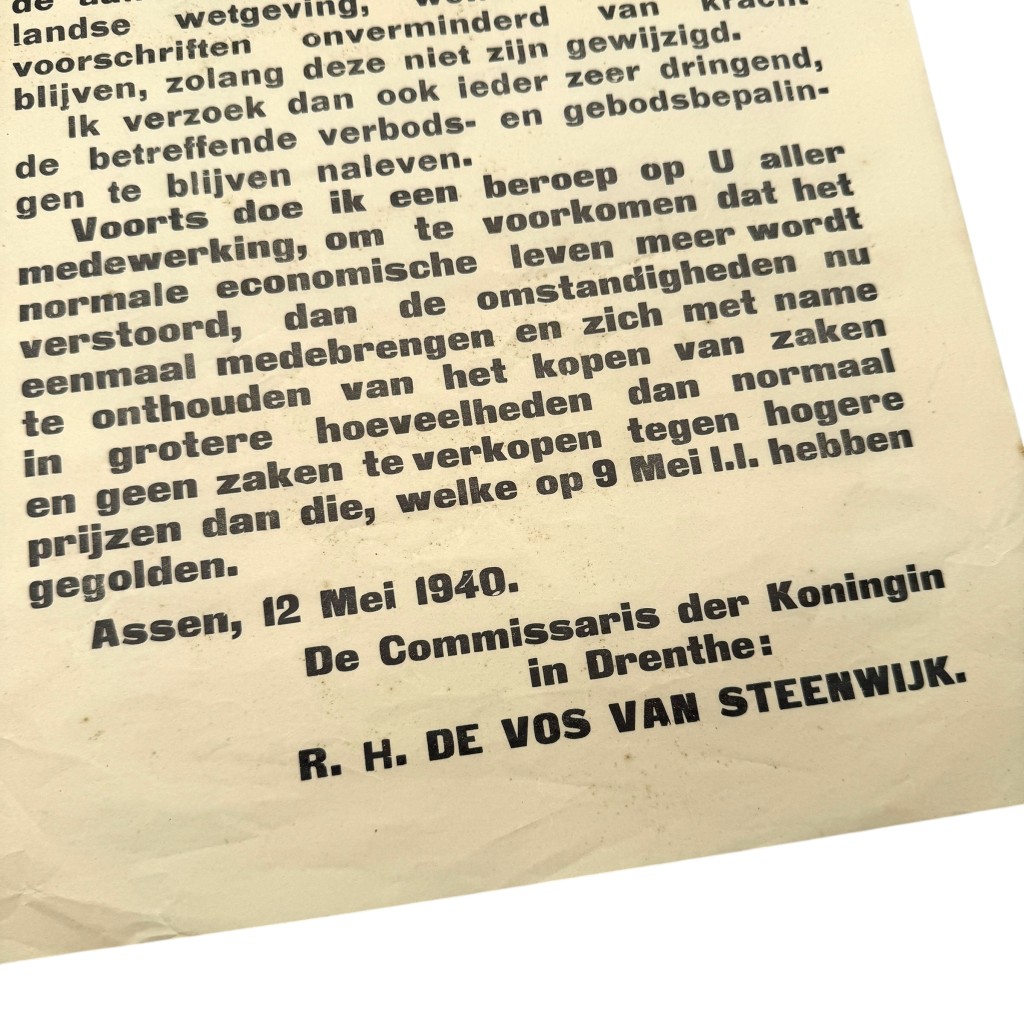 landse wetgeving,
voorschriften onverminderd van kracht
blijven, zolang deze niet zijn gewijzigd.
Ik verzoek dan ook ieder zeer dringend,
de betreffende verbods- en gebodsbepalin-
gen te blijven naleven.
Voorts doe ik een beroep op U aller
medewerking, om te voorkomen dat het
normale economische leven meer wordt
verstoord, dan de omstandigheden nu
eenmaal medebrengen en zich met name
te onthouden van het kopen van zaken
in grotere hoeveelheden dan normaal
en geen zaken te verkopen tegen hogere
prijzen dan die, welke op 9 Mei l.l. hebben
gegolden.
Assen, 12 Mei 1940.
De Commissaris der Koningin
in Drenthe:
R. H. DE VOS VAN STEENWIJK.